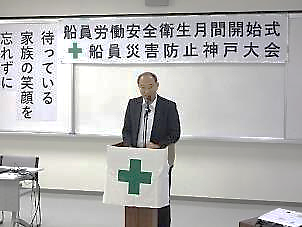 船員労働安全衛生月間開始式
船員災害防止神戸大会
待っている
家族の笑顔を
忘れずに